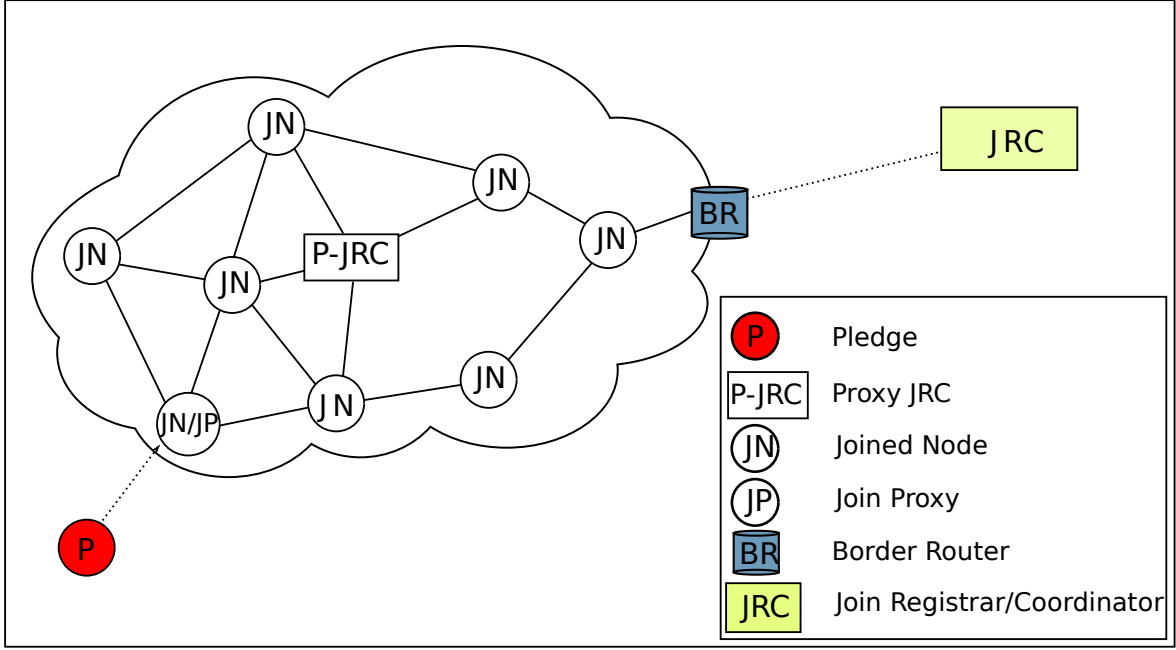 JN
JN
JRC
BR
JN
JN
P-JRC
JN
JN
JN
JN/JP
P
P Pledge
P-JRC Proxy JRC
JN Joined Node
JP Join Proxy
BR Border Router
JRC Join Registrar/Coordinator